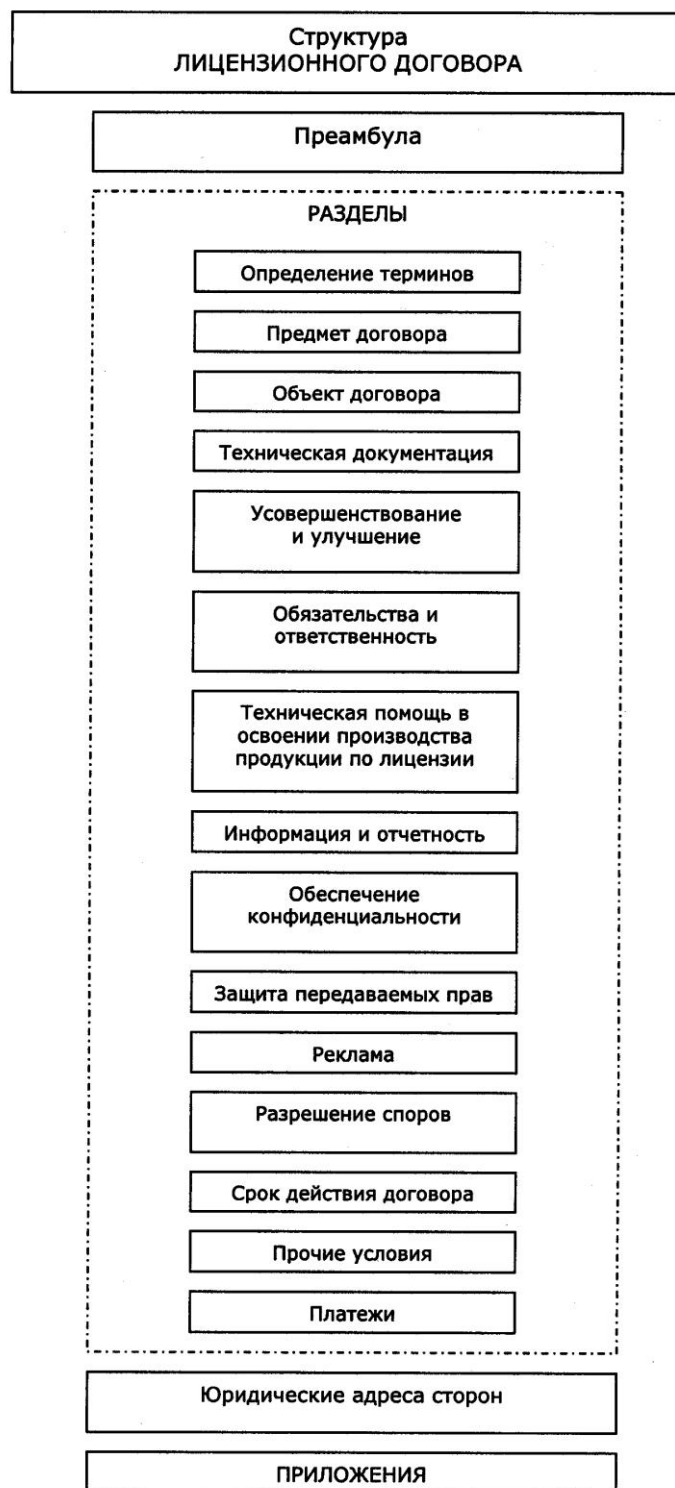 Структура
ЛИЦЕНЗИОННОГО ДОГОВОРА
Преамбула
РАЗДЕЛЫ
Определение терминов
Предмет договора
Объект договора
Техническая документация
Усовершенствование
и улучшение
Обязательства и
ответственность
Техническая помощь в
освоении производства
продукции по лицензии
Информация и отчетность
Обеспечение
конфиденциальности
Защита передаваемых прав
Реклама
Разрешение споров
Срок действия договора
Прочие условия
Платежи
Юридические адреса сторон
ПРИЛОЖЕНИЯ